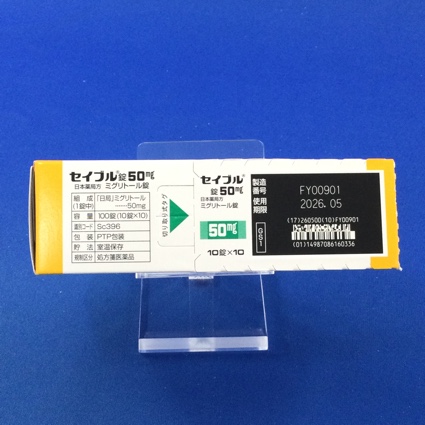 セイブル錠50mg
日本薬局方 ミグリトール錠
組成(1錠中) 「日局」ミグリトール
-----50mg
容量 100錠(10錠×10)
識別コード Sc396
包装 PTP包装
貯法 室温保存
規制区分 処方箋医薬品
切り取り式タグ
セイブル錠50mg
日本薬局方
ミグリトール錠
50mg
10錠×10
製造番号 FY00901
使用期限 2026.05
GS1
(17)260500(10)FY00901
(01)14987086160336